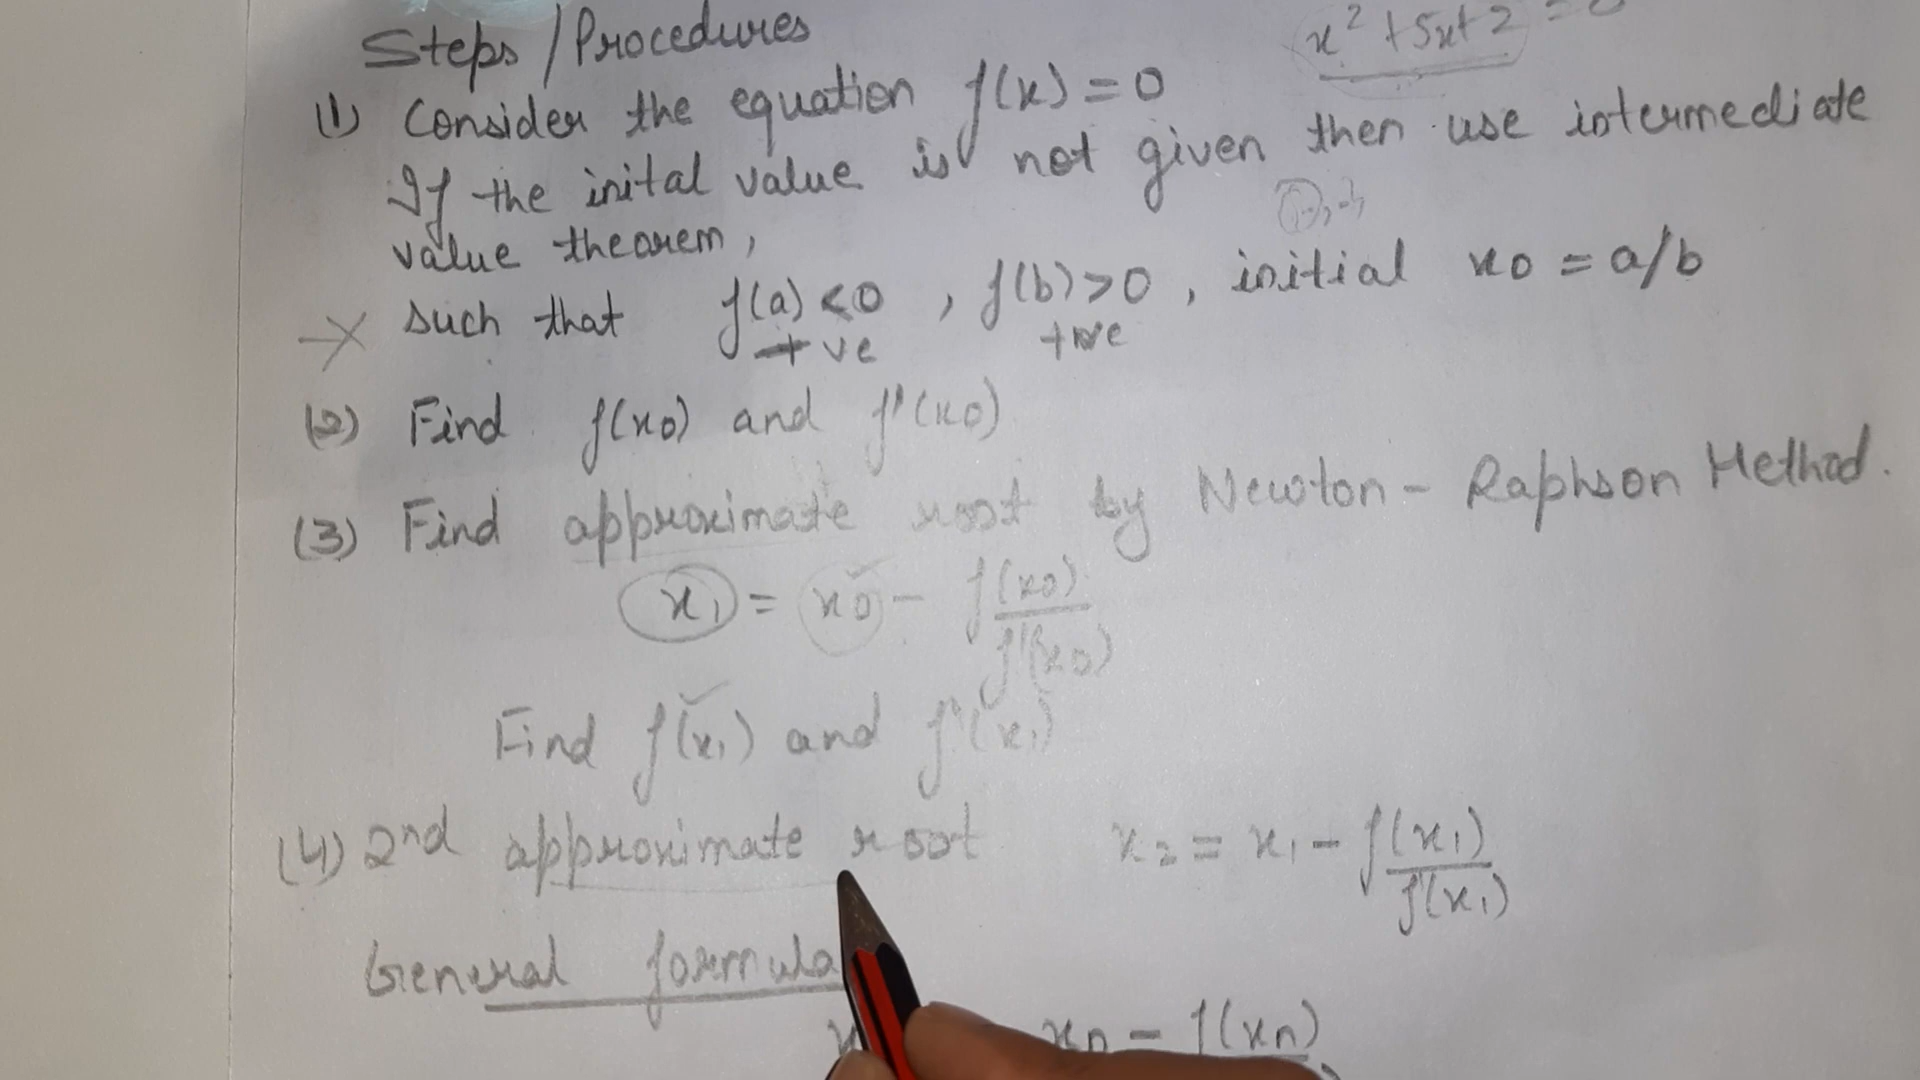 Steps / Procedures
x² + 5x + 2 = 0
(1) Consider the equation f(x) = 0
If the inital value is not given then use intermediate
value theorem,
such that f(a) < 0 , f(b) > 0 , initial x0 = a/b
ve +ve
(2) Find f(x0) and f'(x0)
(3) Find approximate root by Newton - Raphson Method.
x1 = x0 - f(x0)/f'(x0)
Find f(x1) and f'(x1)
(4) 2nd approximate root x2 = x1 - f(x1)/f'(x1)
General formula
xn - f(xn)